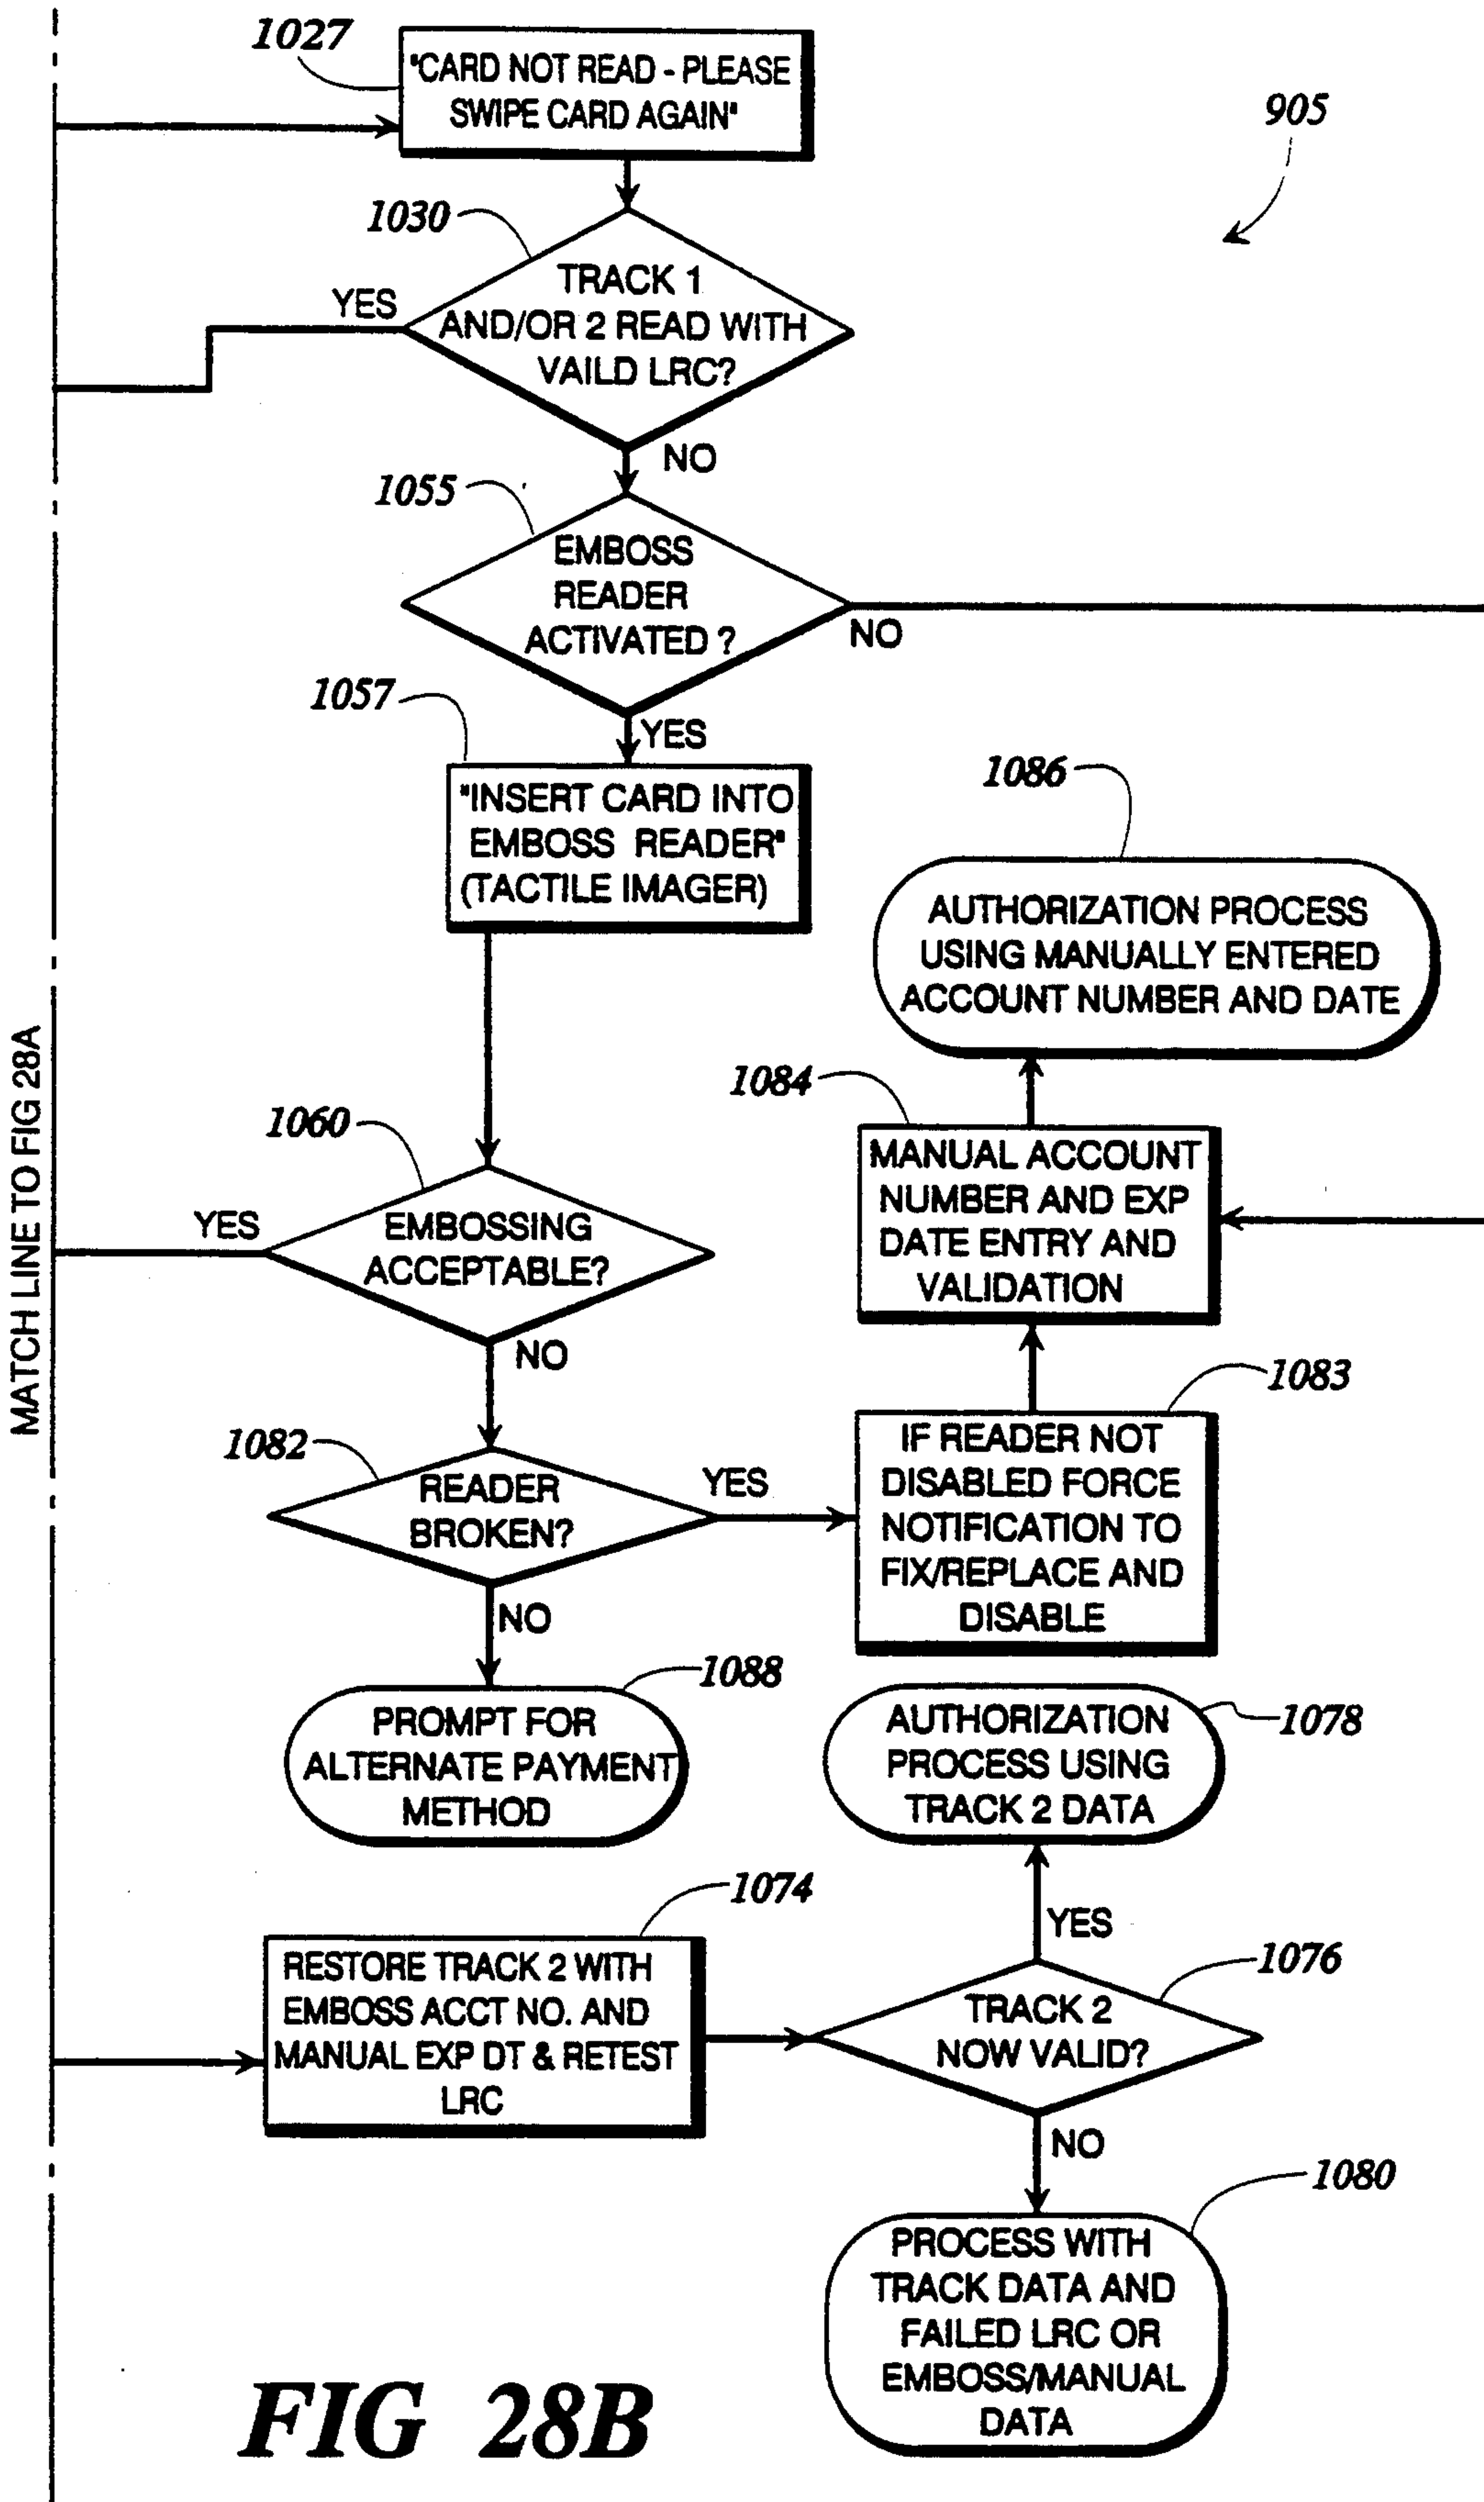 1027
"CARD NOT READ - PLEASE
SWIPE CARD AGAIN"
905
1030
TRACK 1
AND/OR 2 READ WITH
VAILD LRC?
YES
NO
1055
EMBOSS
READER
ACTIVATED ?
NO
YES
1057
"INSERT CARD INTO
EMBOSS READER"
(TACTILE IMAGER)
1086
AUTHORIZATION PROCESS
USING MANUALLY ENTERED
ACCOUNT NUMBER AND DATE
1084
MANUAL ACCOUNT
NUMBER AND EXP
DATE ENTRY AND
VALIDATION
MATCH LINE TO FIG 28A
1060
YES
EMBOSSING
ACCEPTABLE?
NO
1083
IF READER NOT
DISABLED FORCE
NOTIFICATION TO
FIX/REPLACE AND
DISABLE
1082
READER
BROKEN?
YES
NO
1088
PROMPT FOR
ALTERNATE PAYMENT
METHOD
1078
AUTHORIZATION
PROCESS USING
TRACK 2 DATA
1074
RESTORE TRACK 2 WITH
EMBOSS ACCT NO. AND
MANUAL EXP DT & RETEST
LRC
YES
1076
TRACK 2
NOW VALID?
NO
1080
PROCESS WITH
TRACK DATA AND
FAILED LRC OR
EMBOSS/MANUAL
DATA
FIG 28B